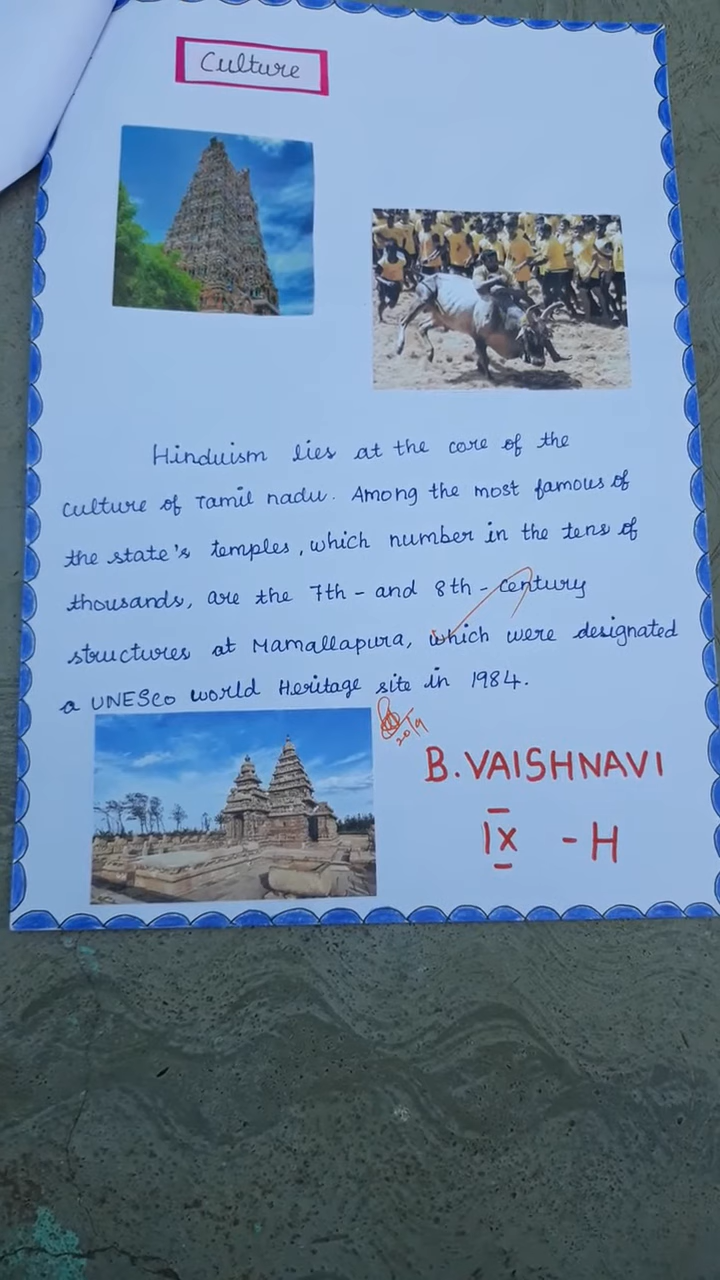 Culture
Hinduism lies at the core of the
culture of Tamil nadu. Among the most famous of
the state's temples, which number in the tens of
thousands, are the 7th - and 8th - century
structures at Mamallapura, which were designated
a UNESCO world Heritage site in 1984.
20/9
B. VAISHNAVI
IX - H